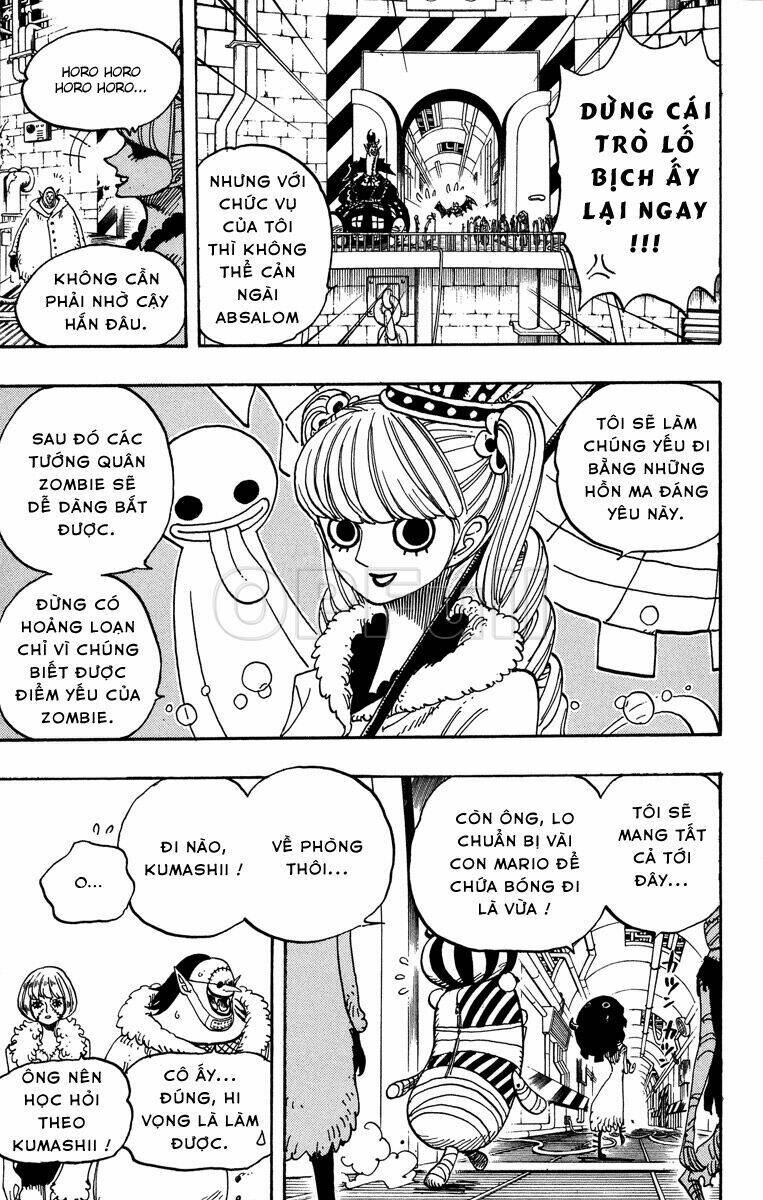 DỪNG CÁI
TRÒ LỐ
BỊCH ẤY
LẠI NGAY
!!!
NHƯNG VỚI
CHỨC VỤ
CỦA TÔI
THÌ KHÔNG
THỂ CẢN
NGÀI
ABSALOM
HORO HORO
HORO HORO...
KHÔNG CẦN
PHẢI NHỜ CẬY
HẮN ĐÂU.
TÔI SẼ LÀM
CHÚNG YẾU ĐI
BẰNG NHỮNG
HỒN MA ĐÁNG
YÊU NÀY.
SAU ĐÓ CÁC
TƯỚNG QUÂN
ZOMBIE SẼ
DỄ DÀNG BẮT
ĐƯỢC.
ĐỪNG CÓ
HOẢNG LOẠN
CHỈ VÌ CHÚNG
BIẾT ĐƯỢC
ĐIỂM YẾU CỦA
ZOMBIE.
TÔI SẼ
MANG TẤT
CẢ TỚI
ĐÂY...
CÒN ÔNG, LO
CHUẨN BỊ VÀI
CON MARIO ĐỂ
CHỨA BÓNG ĐI
LÀ VỪA !
VỀ PHÒNG
THÔI...
ĐI NÀO,
KUMASHII !
O...
CÔ ẤY...
ĐÚNG, HI
VỌNG LÀ LÀM
ĐƯỢC.
ÔNG NÊN
HỌC HỎI
THEO
KUMASHII !